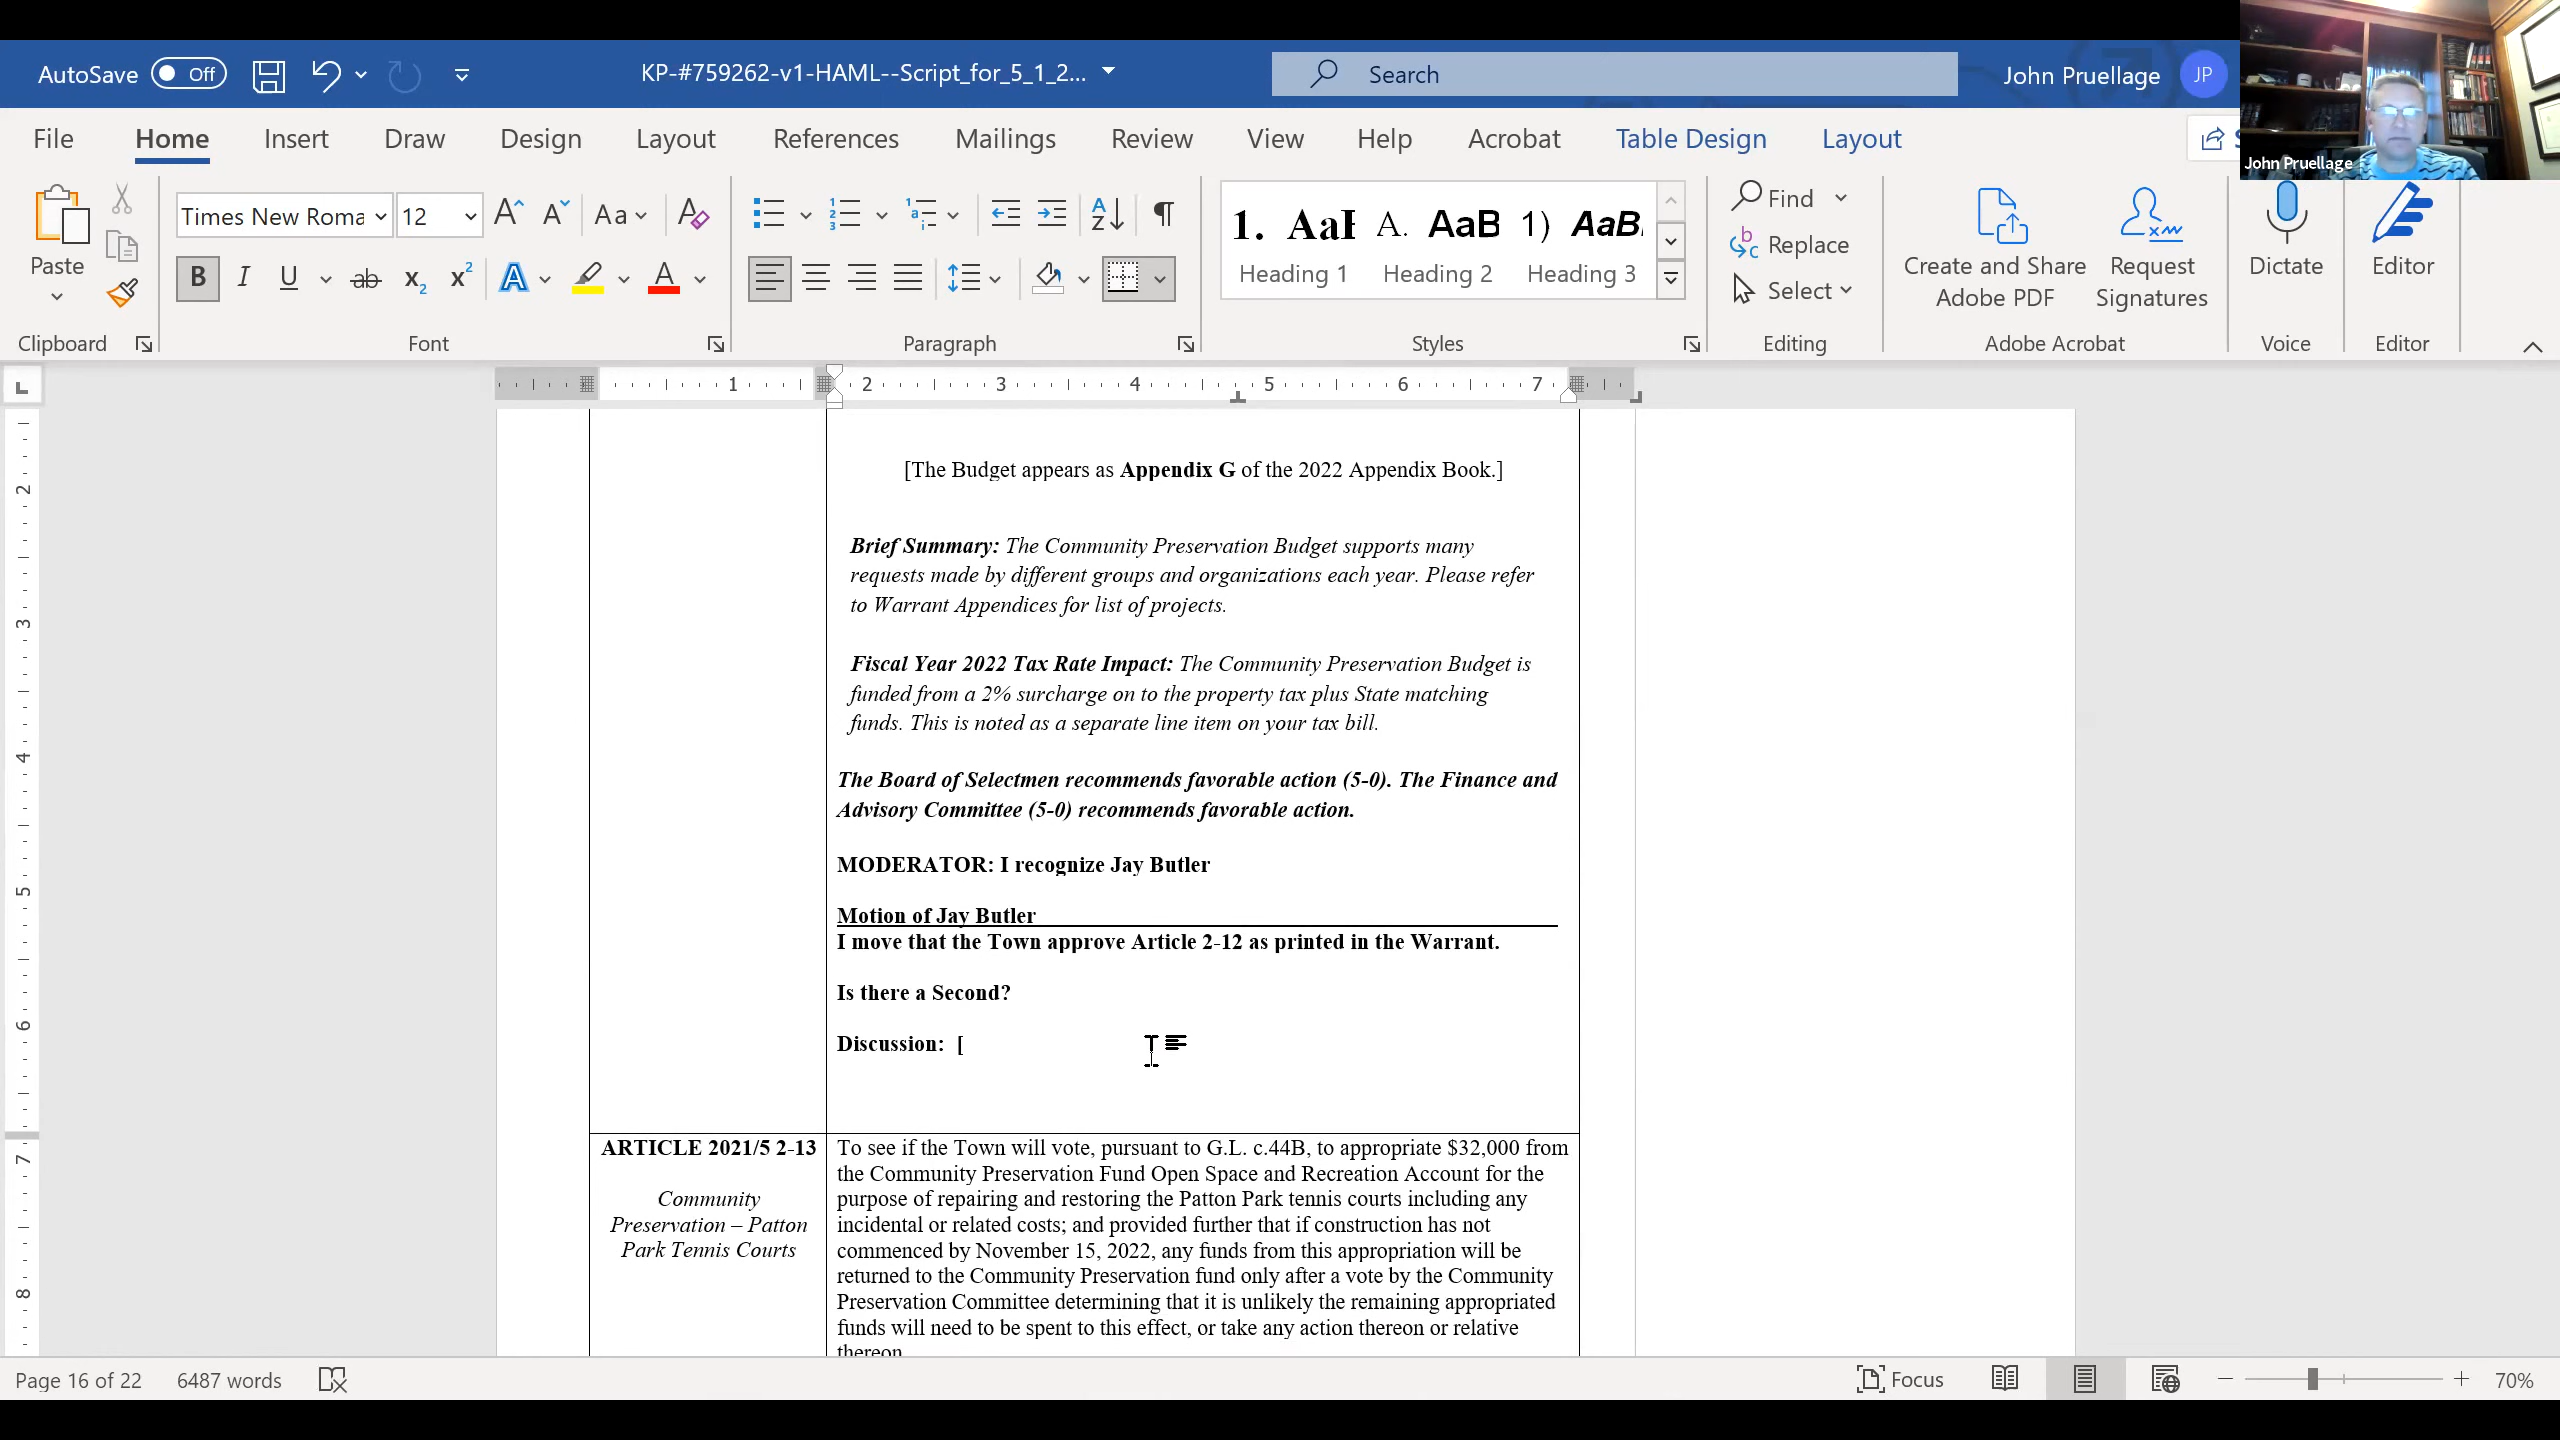 AutoSave Off KP-#759262-v1-HAML--Script_for_5_1_2... Search John Pruellage JP
File Home Insert Draw Design Layout References Mailings Review View Help Acrobat Table Design Layout
John Pruellage
Times New Roma 12 Aa
Paste
1. AaI A. AaB 1) AaB
Heading 1 Heading 2 Heading 3
Find
Replace
Select
Create and Share
Adobe PDF
Request
Signatures
Dictate
Editor
Clipboard Font Paragraph Styles Editing Adobe Acrobat Voice Editor
1 2 3 4 5 6 7
2
3
4
5
6
7
8
[The Budget appears as Appendix G of the 2022 Appendix Book.]
Brief Summary: The Community Preservation Budget supports many
requests made by different groups and organizations each year. Please refer
to Warrant Appendices for list of projects.
Fiscal Year 2022 Tax Rate Impact: The Community Preservation Budget is
funded from a 2% surcharge on to the property tax plus State matching
funds. This is noted as a separate line item on your tax bill.
The Board of Selectmen recommends favorable action (5-0). The Finance and
Advisory Committee (5-0) recommends favorable action.
MODERATOR: I recognize Jay Butler
Motion of Jay Butler
I move that the Town approve Article 2-12 as printed in the Warrant.
Is there a Second?
Discussion: [
ARTICLE 2021/5 2-13
Community
Preservation – Patton
Park Tennis Courts
To see if the Town will vote, pursuant to G.L. c.44B, to appropriate $32,000 from
the Community Preservation Fund Open Space and Recreation Account for the
purpose of repairing and restoring the Patton Park tennis courts including any
incidental or related costs; and provided further that if construction has not
commenced by November 15, 2022, any funds from this appropriation will be
returned to the Community Preservation fund only after a vote by the Community
Preservation Committee determining that it is unlikely the remaining appropriated
funds will need to be spent to this effect, or take any action thereon or relative
thereon
Page 16 of 22 6487 words Focus 70%